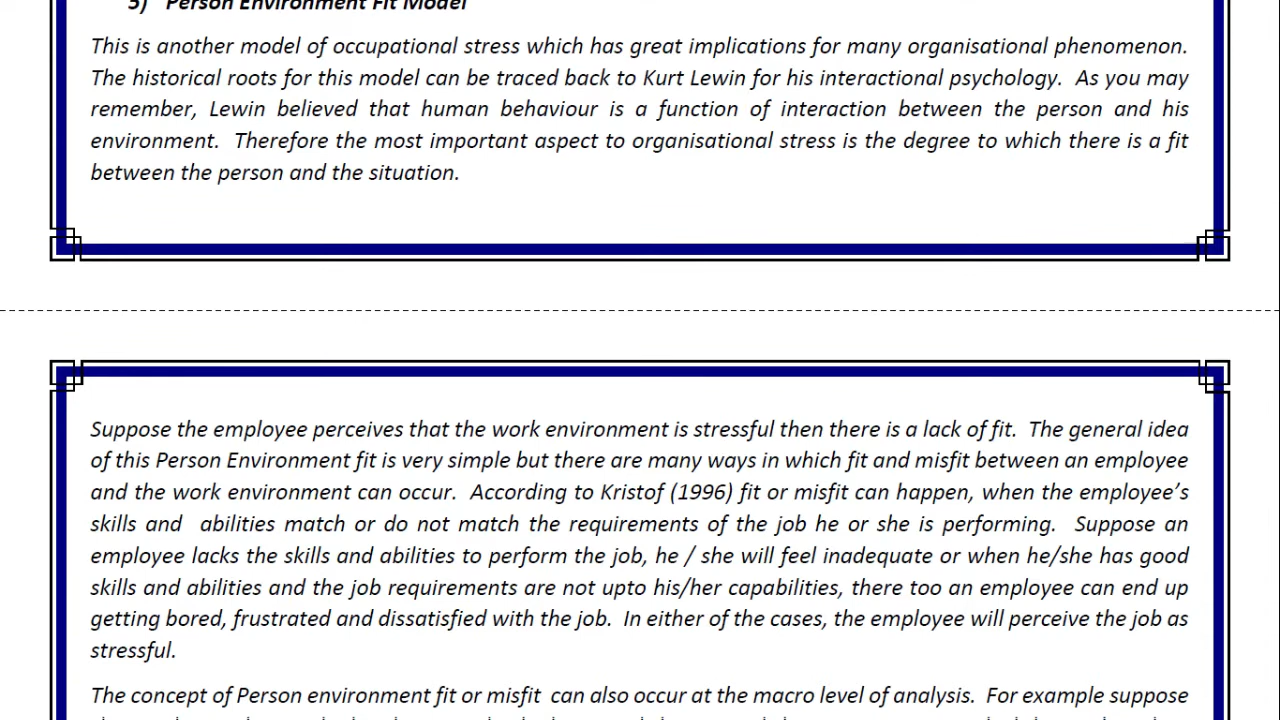 5) Person Environment Fit Model
This is another model of occupational stress which has great implications for many organisational phenomenon.
The historical roots for this model can be traced back to Kurt Lewin for his interactional psychology. As you may
remember, Lewin believed that human behaviour is a function of interaction between the person and his
environment. Therefore the most important aspect to organisational stress is the degree to which there is a fit
between the person and the situation.
Suppose the employee perceives that the work environment is stressful then there is a lack of fit. The general idea
of this Person Environment fit is very simple but there are many ways in which fit and misfit between an employee
and the work environment can occur. According to Kristof (1996) fit or misfit can happen, when the employee’s
skills and abilities match or do not match the requirements of the job he or she is performing. Suppose an
employee lacks the skills and abilities to perform the job, he / she will feel inadequate or when he/she has good
skills and abilities and the job requirements are not upto his/her capabilities, there too an employee can end up
getting bored, frustrated and dissatisfied with the job. In either of the cases, the employee will perceive the job as
stressful.
The concept of Person environment fit or misfit can also occur at the macro level of analysis. For example suppose